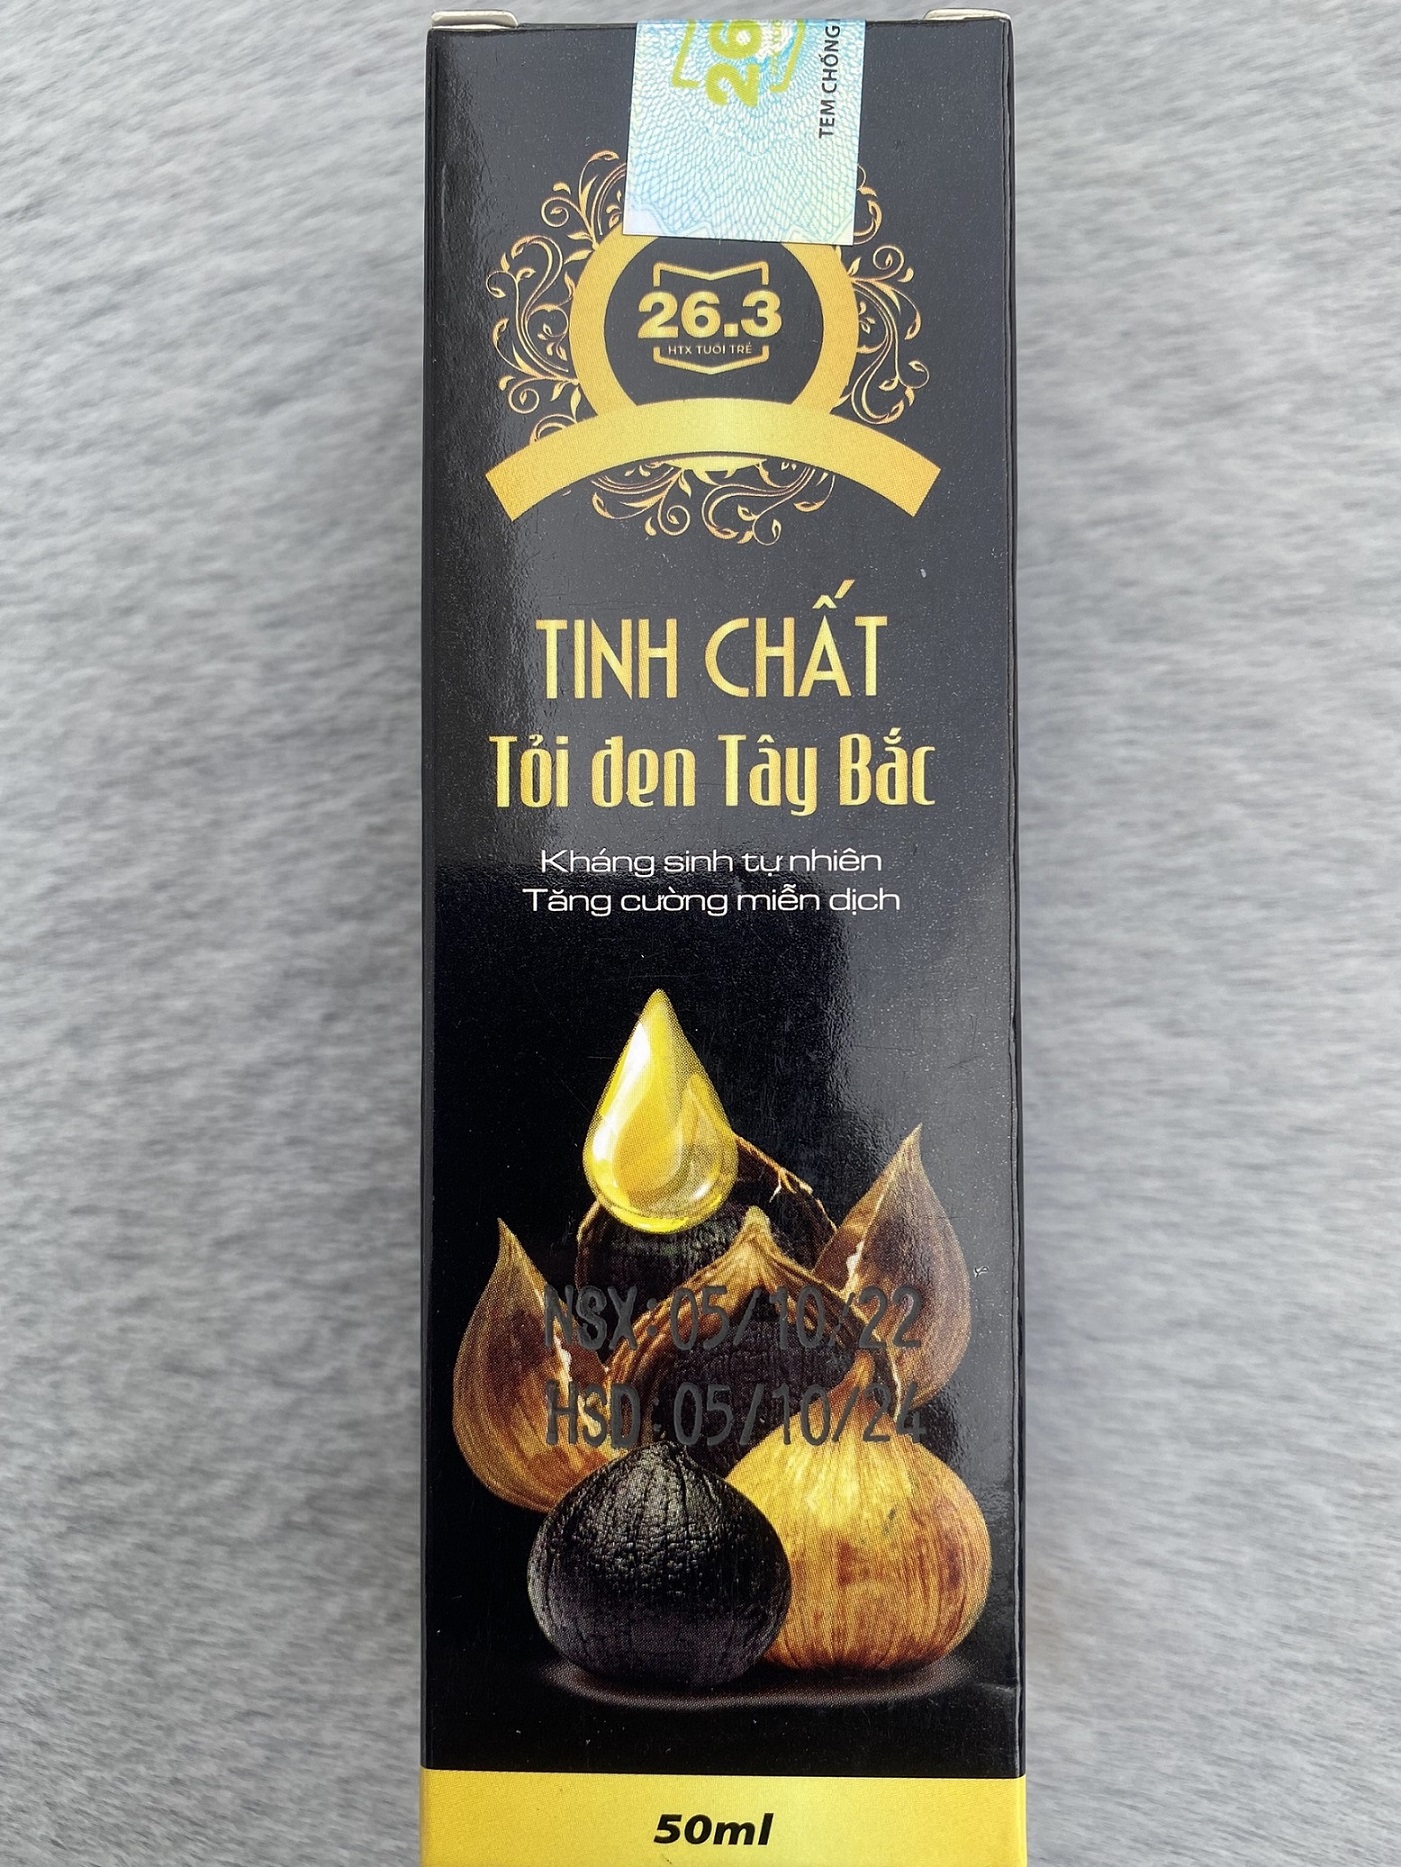 26
TEM CHỐNG
26.3
HTX TUỔI TRẺ
TINH CHẤT
Tỏi đen Tây Bắc
Kháng sinh tự nhiên
Tăng cường miễn dịch
NSX:05/10/22
HSD:05/10/24
50ml